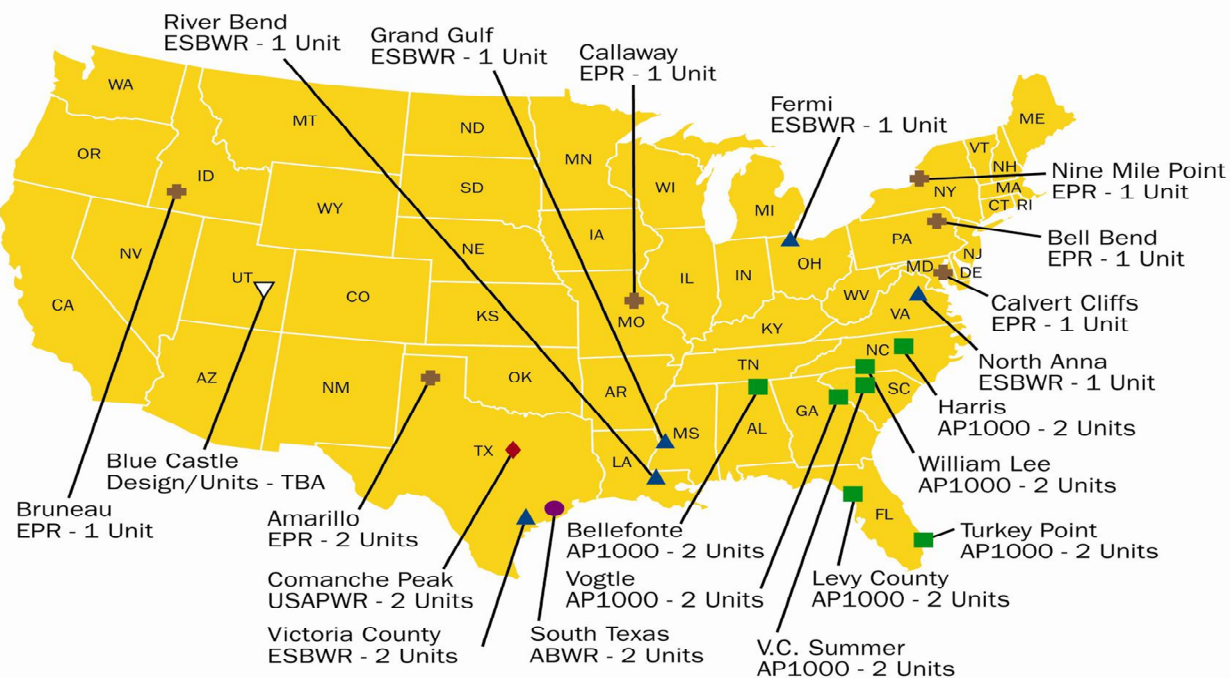 River Bend
ESBWR - 1 Unit
Grand Gulf
ESBWR - 1 Unit
Callaway
EPR - 1 Unit
Fermi
ESBWR - 1 Unit
WA
MT
ND
MN
ME
OR
ID
SD
WI
MI
VT
NH
NY
MA
CT RI
Nine Mile Point
EPR - 1 Unit
WY
IA
NE
NV
UT
CO
CA
IL
IN
OH
PA
NJ
MD
DE
Bell Bend
EPR - 1 Unit
KS
MO
WV
VA
KY
Calvert Cliffs
EPR - 1 Unit
AZ
NM
OK
AR
TN
NC
SC
North Anna
ESBWR - 1 Unit
TX
LA
MS
AL
GA
FL
Harris
AP1000 - 2 Units
William Lee
AP1000 - 2 Units
Blue Castle
Design/Units - TBA
Bruneau
EPR - 1 Unit
Amarillo
EPR - 2 Units
Bellefonte
AP1000 - 2 Units
Turkey Point
AP1000 - 2 Units
Comanche Peak
USAPWR - 2 Units
Vogtle
AP1000 - 2 Units
Levy County
AP1000 - 2 Units
Victoria County
ESBWR - 2 Units
South Texas
ABWR - 2 Units
V.C. Summer
AP1000 - 2 Units